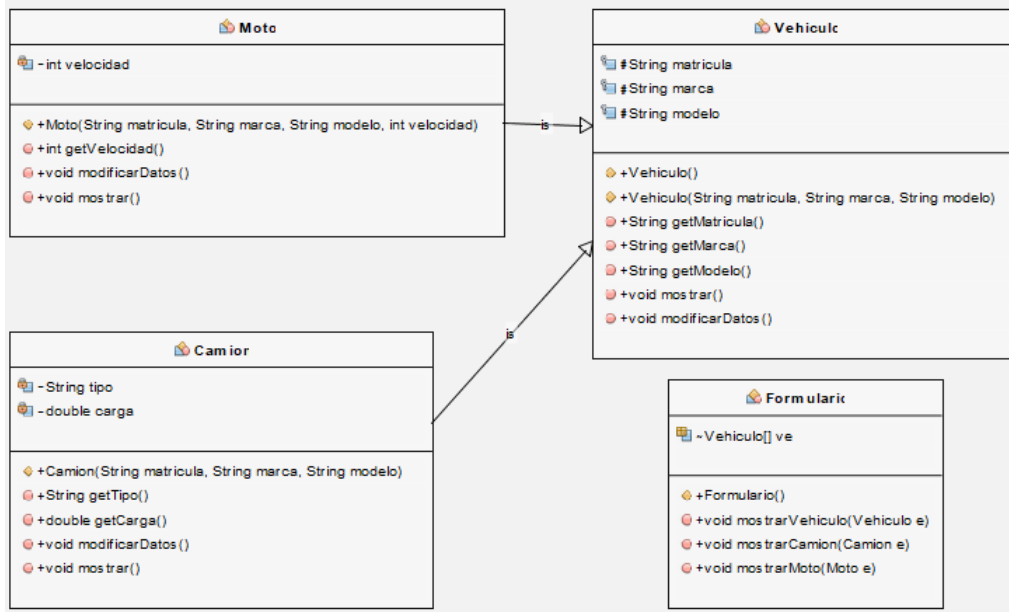 Moto
-int velocidad
+Moto(String matricula, String marca, String modelo, int velocidad)
+int getVelocidad()
+void modificarDatos()
+void mostrar()
is
Vehiculo
#String matricula
#String marca
#String modelo
+Vehiculo()
+Vehiculo(String matricula, String marca, String modelo)
+String getMatricula()
+String getMarca()
+String getModelo()
+void mostrar()
+void modificarDatos()
is
Camion
-String tipo
-double carga
+Camion(String matricula, String marca, String modelo)
+String getTipo()
+double getCarga()
+void modificarDatos()
+void mostrar()
Formulario
~Vehiculo[] ve
+Formulario()
+void mostrarVehiculo(Vehiculo e)
+void mostrarCamion(Camion e)
+void mostrarMoto(Moto e)